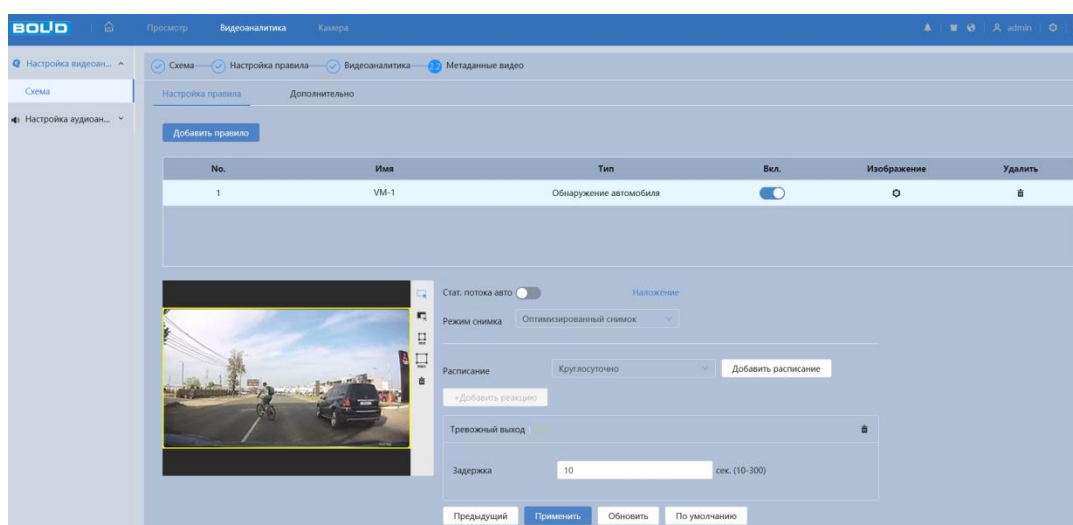 BOLID Просмотр Видеоаналитика Камера admin
Настройка видеоан...
Схема Настройка правила Видеоаналитика Метаданные видео
Схема
Настройка правила Дополнительно
Настройка аудиоан...
Добавить правило
No. Имя Тип Вкл. Изображение Удалить
1 VM-1 Обнаружение автомобиля
Стат. потока авто Наложение
Режим снимка Оптимизированный снимок
Расписание Круглосуточно Добавить расписание
+Добавить реакцию
Тревожный выход
Задержка 10 сек. (10-300)
Предыдущий Применить Обновить По умолчанию